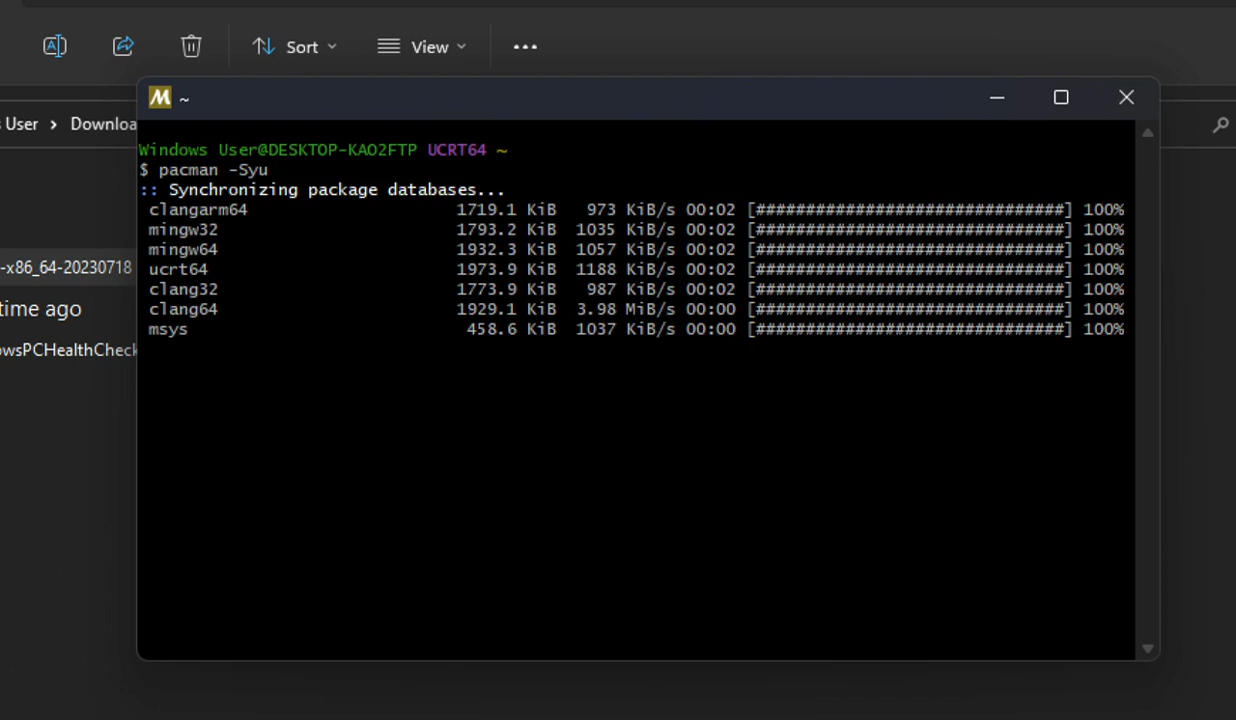 Sort
View
s User > Downloa
M ~
Windows User@DESKTOP-KAO2FTP UCRT64 ~
$ pacman -Syu
:: Synchronizing package databases...
clangarm64 1719.1 KiB 973 KiB/s 00:02 [###############################] 100%
mingw32 1793.2 KiB 1035 KiB/s 00:02 [###############################] 100%
mingw64 1932.3 KiB 1057 KiB/s 00:02 [###############################] 100%
ucrt64 1973.9 KiB 1188 KiB/s 00:02 [###############################] 100%
clang32 1773.9 KiB 987 KiB/s 00:02 [###############################] 100%
clang64 1929.1 KiB 3.98 MiB/s 00:00 [###############################] 100%
msys 458.6 KiB 1037 KiB/s 00:00 [###############################] 100%
-x86_64-20230718
time ago
owsPCHealthCheck